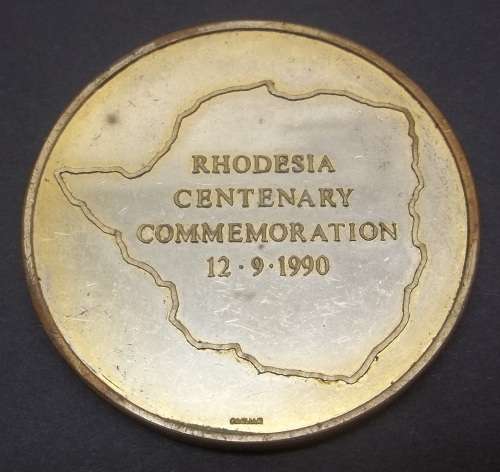 RHODESIA
CENTENARY
COMMEMORATION
12·9·1990